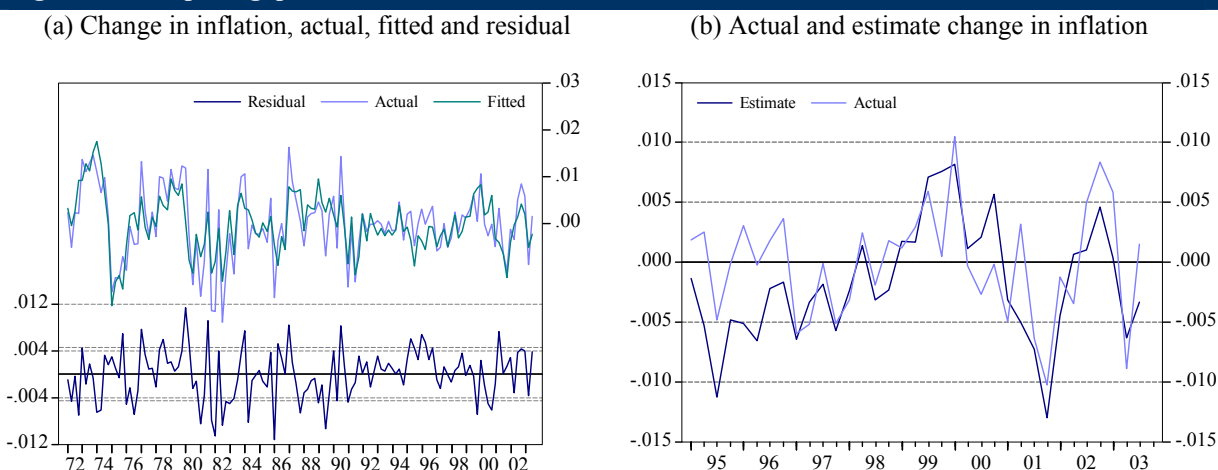 (a) Change in inflation, actual, fitted and residual
.03
Residual Actual Fitted
.02
.01
.00
.012
.004
-.004
-.012
72 74 76 78 80 82 84 86 88 90 92 94 96 98 00 02
(b) Actual and estimate change in inflation
.015 .015
Estimate Actual
.010 .010
.005 .005
.000 .000
-.005 -.005
-.010 -.010
-.015 -.015
95 96 97 98 99 00 01 02 03